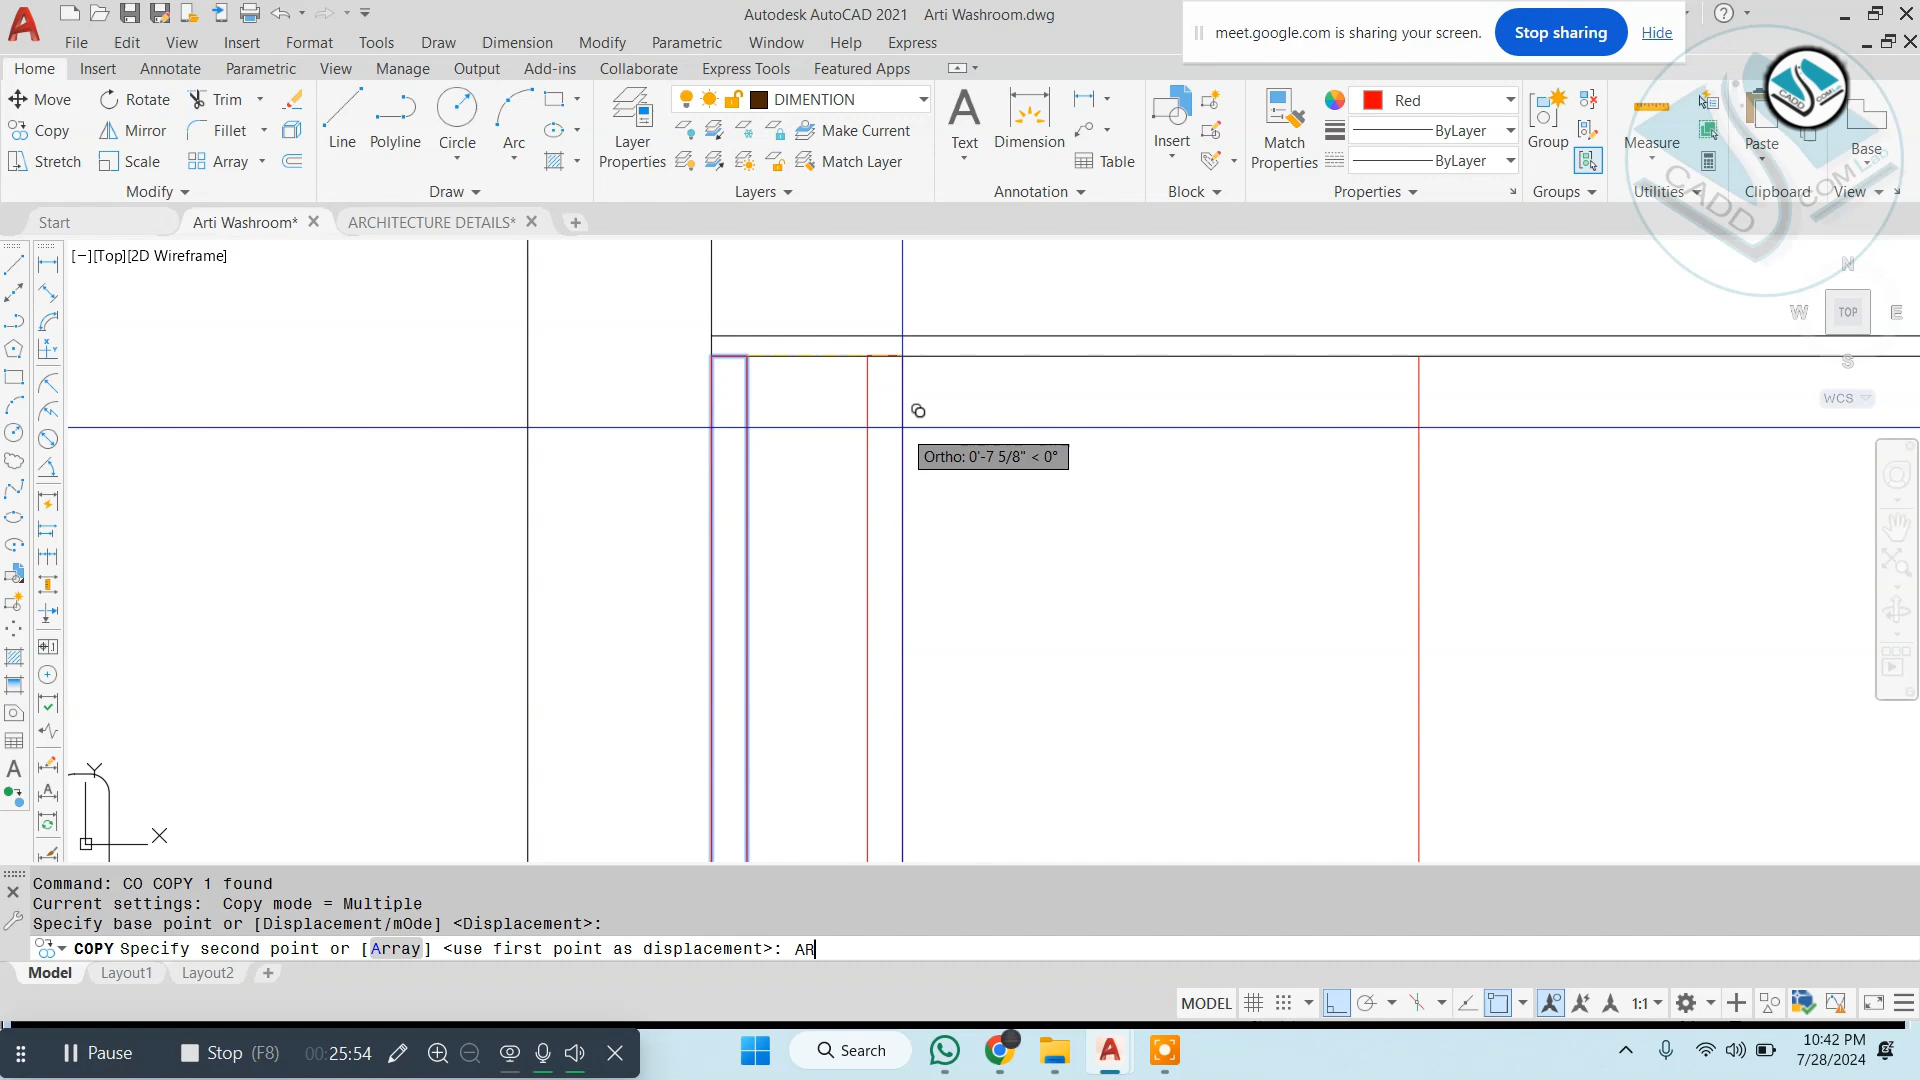 Autodesk AutoCAD 2021    Arti Washroom.dwg
meet.google.com is sharing your screen.
Stop sharing
Hide
File Edit View Insert Format Tools Draw Dimension Modify Parametric Window Help Express
Home Insert Annotate Parametric View Manage Output Add-ins Collaborate Express Tools Featured Apps
Move Rotate Trim
Copy Mirror Fillet
Stretch Scale Array
Modify
Line Polyline Circle Arc
Draw
Layer Properties
DIMENTION
Make Current
Match Layer
Layers
Text Dimension Table
Annotation
Insert
Block
Match Properties
Red
ByLayer
ByLayer
Properties
Group
Groups
Measure
Utilities
Paste
Clipboard
Base
View
CADD
COM Lab
Start
Arti Washroom*
ARCHITECTURE DETAILS*
[−][Top][2D Wireframe]
N
W TOP E
S
WCS
Ortho: 0'-7 5/8" < 0°
Y
X
Command: CO COPY 1 found
Current settings:  Copy mode = Multiple
Specify base point or [Displacement/mOde] <Displacement>:
COPY Specify second point or [Array] <use first point as displacement>: AR
Model Layout1 Layout2
MODEL
1:1
Pause
Stop (F8)
00:25:54
Search
10:42 PM
7/28/2024